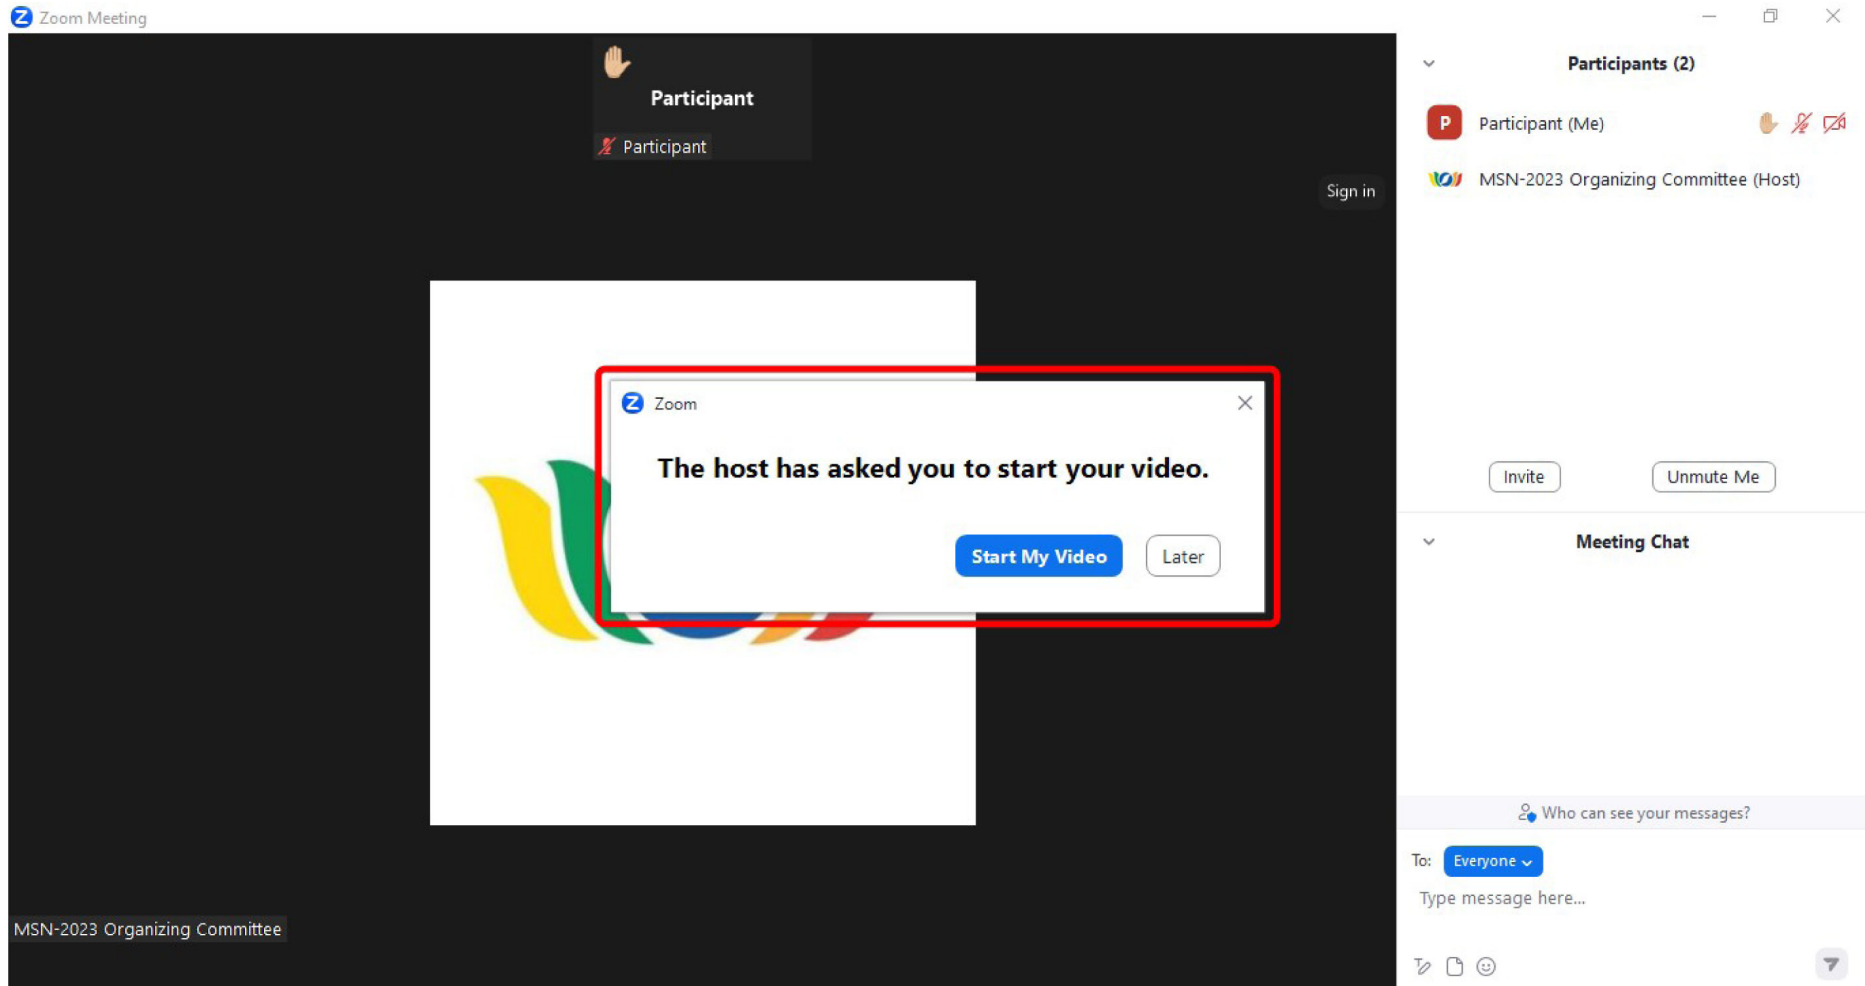 Zoom Meeting
Participant
Participant
Sign in
Zoom
The host has asked you to start your video.
Start My Video
Later
MSN-2023 Organizing Committee
Participants (2)
P
Participant (Me)
MSN-2023 Organizing Committee (Host)
Invite
Unmute Me
Meeting Chat
Who can see your messages?
To: Everyone
Type message here...